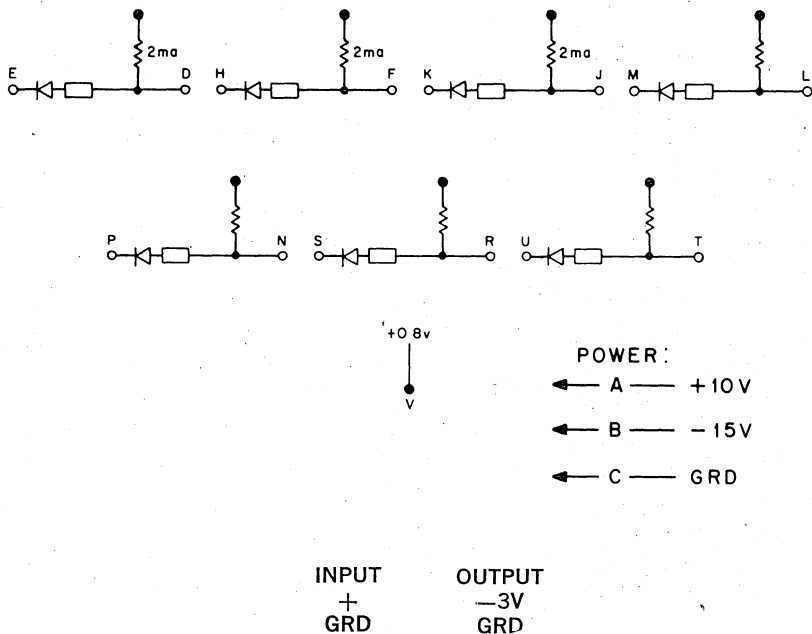 2ma 2ma 2ma
E D H F K J M L
P N S R U T
+0.8v
V
POWER:
A +10V
B -15V
C GRD
INPUT OUTPUT
+ -3V
GRD GRD